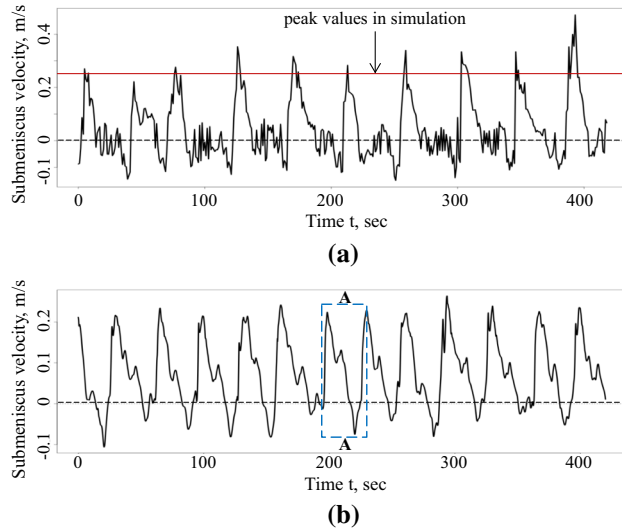 peak values in simulation
Submeniscus velocity, m/s
0.4
0.2
0
-0.1
0 100 200 300 400
Time t, sec
(a)
Submeniscus velocity, m/s
0.2
0.1
0
-0.1
A
A
0 100 200 300 400
Time t, sec
(b)